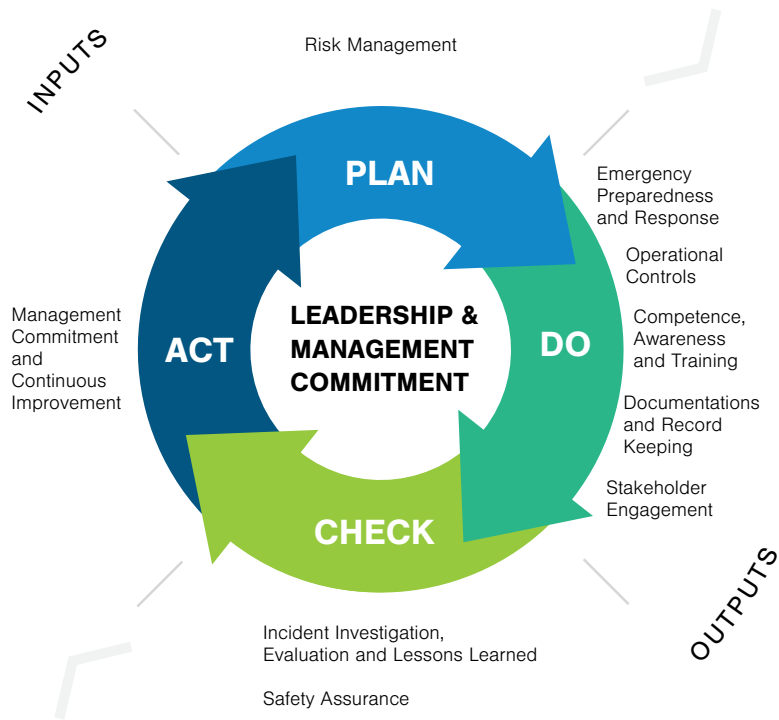 INPUTS
Risk Management
PLAN
Emergency
Preparedness
and Response
Operational
Controls
Competence,
Awareness
and Training
Documentations
and Record
Keeping
Stakeholder
Engagement
DO
LEADERSHIP &
MANAGEMENT
COMMITMENT
ACT
Management
Commitment
and
Continuous
Improvement
CHECK
Incident Investigation,
Evaluation and Lessons Learned
Safety Assurance
OUTPUTS